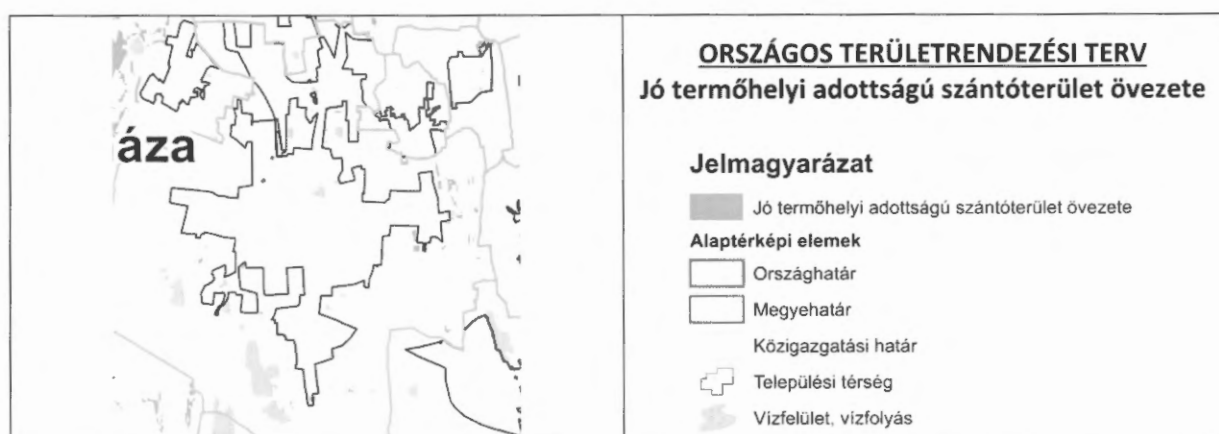 áza
ORSZÁGOS TERÜLETRENDEZÉSI TERV
Jó termőhelyi adottságú szántóterület övezete
Jelmagyarázat
Jó termőhelyi adottságú szántóterület övezete
Alaptérképi elemek
Országhatár
Megyehatár
Közigazgatási határ
Települési térség
Vízfelület, vízfolyás